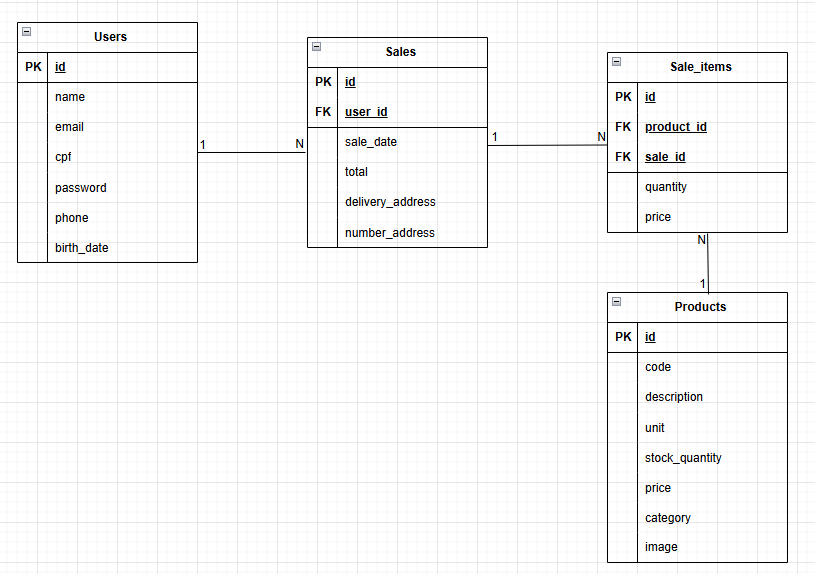 Users
PK id
name
email
cpf
password
phone
birth_date
1 N
Sales
PK id
FK user_id
sale_date
total
delivery_address
number_address
1 N
Sale_items
PK id
FK product_id
FK sale_id
quantity
price
N
1
Products
PK id
code
description
unit
stock_quantity
price
category
image